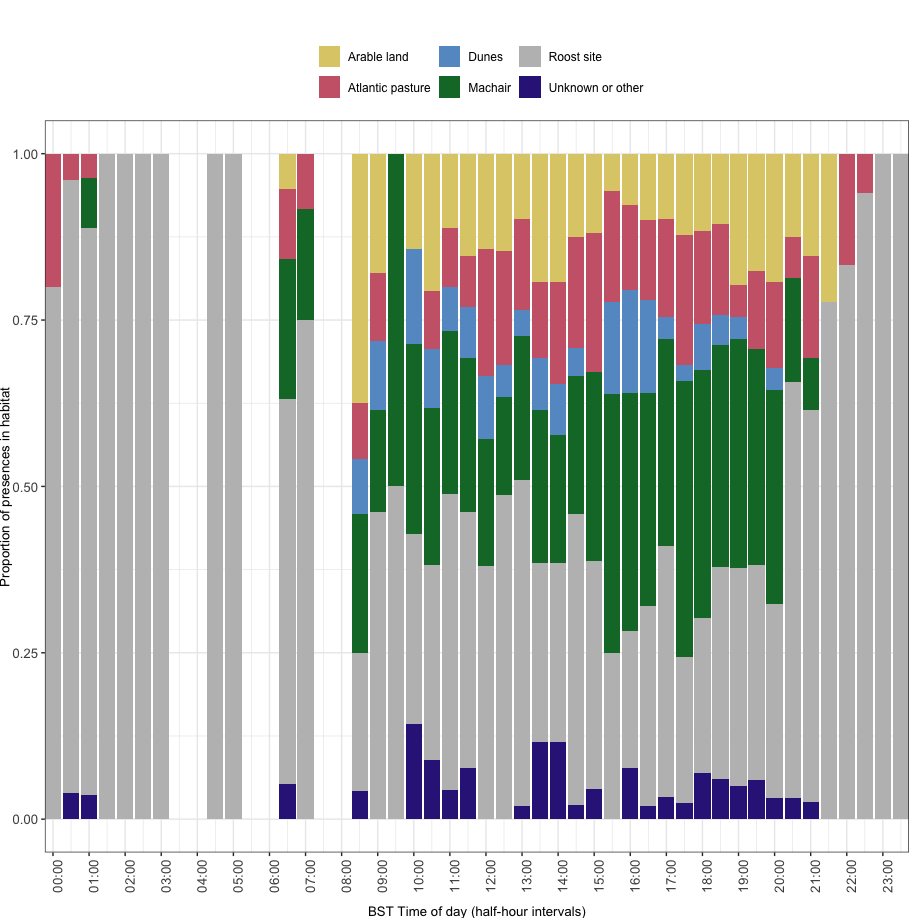 Arable land Dunes Roost site
Atlantic pasture Machair Unknown or other
1.00
0.75
0.50
0.25
0.00
Proportion of presences in habitat
00:00 01:00 02:00 03:00 04:00 05:00 06:00 07:00 08:00 09:00 10:00 11:00 12:00 13:00 14:00 15:00 16:00 17:00 18:00 19:00 20:00 21:00 22:00 23:00
BST Time of day (half-hour intervals)